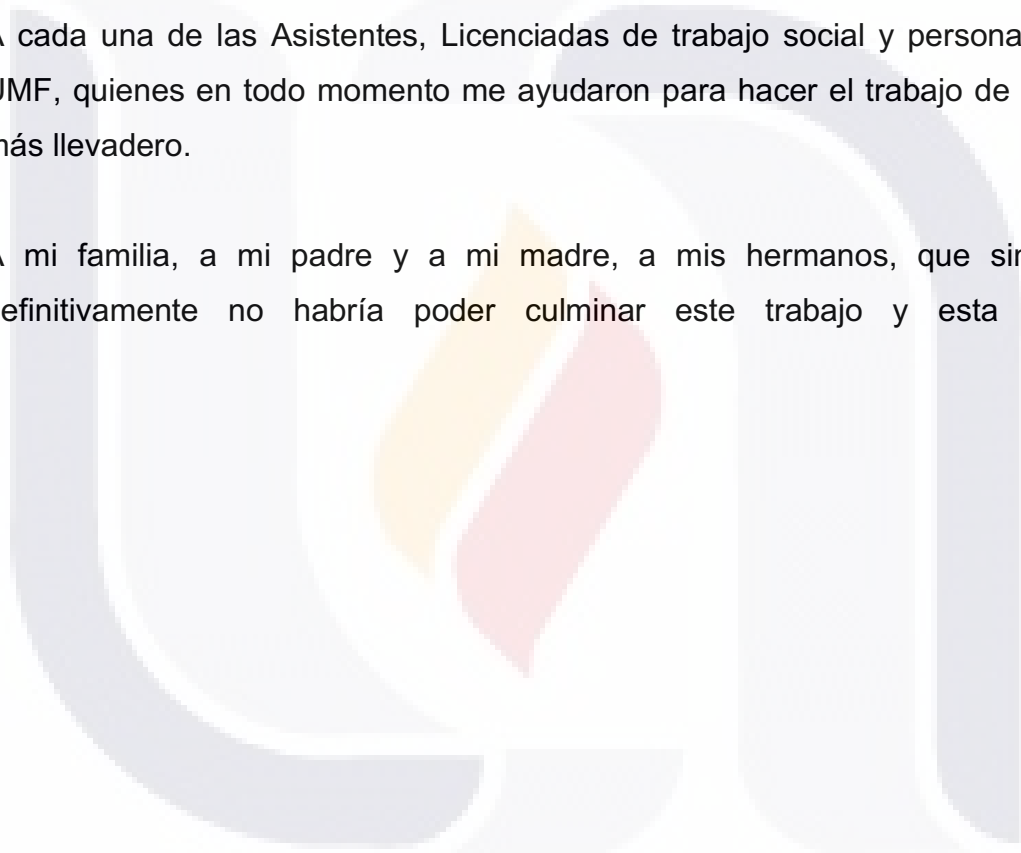 cada una de las Asistentes, Licenciadas de trabajo social y persona
UMF, quienes en todo momento me ayudaron para hacer el trabajo de
más llevadero.
A mi familia, a mi padre y a mi madre, a mis hermanos, que sin
definitivamente no habría poder culminar este trabajo y esta